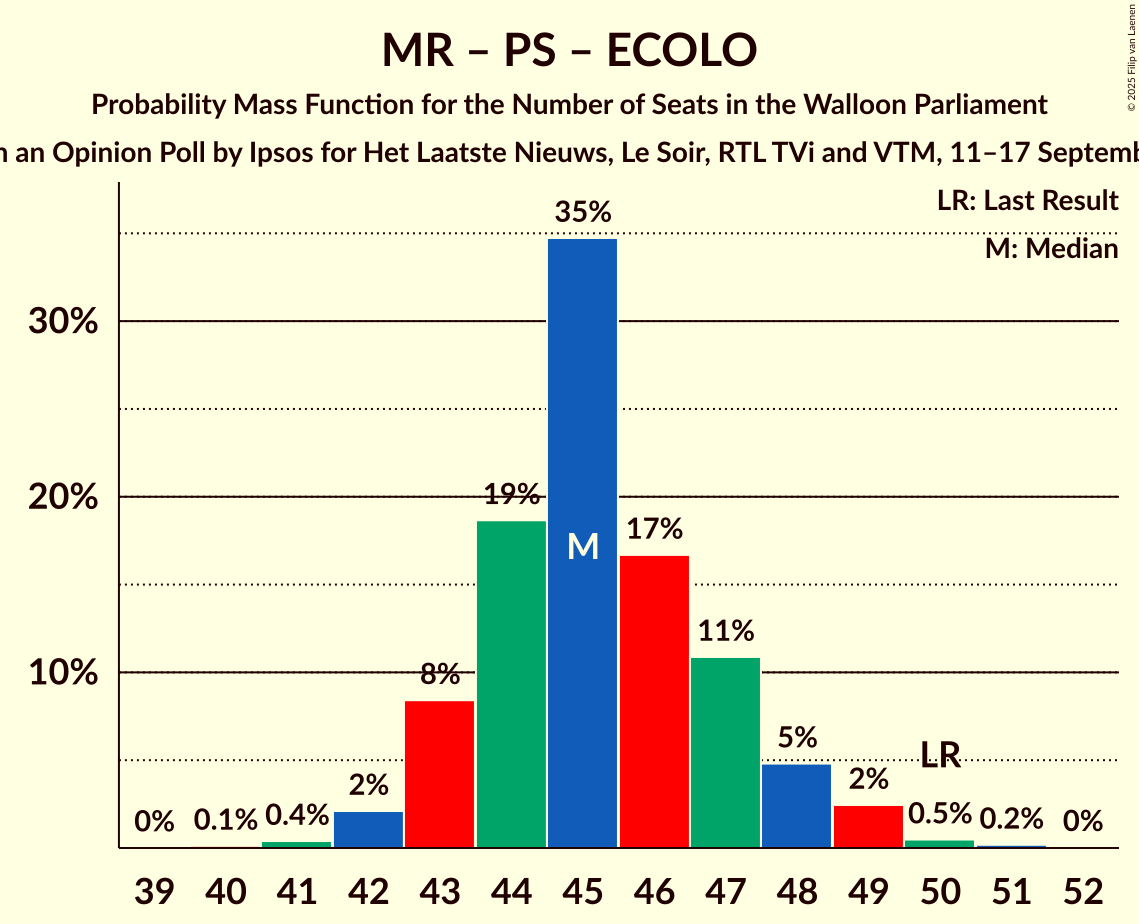 MR – PS – ECOLO
Probability Mass Function for the Number of Seats in the Walloon Parliament
an Opinion Poll by Ipsos for Het Laatste Nieuws, Le Soir, RTL TVi and VTM, 11–17
© 2025 Filip van Laenen
LR: Last Result
M: Median
30%
20%
10%
0%
0.1%
0.4%
2%
8%
19%
35%
M
17%
11%
5%
2%
LR
0.5%
0.2%
0%
39 40 41 42 43 44 45 46 47 48 49 50 51 52